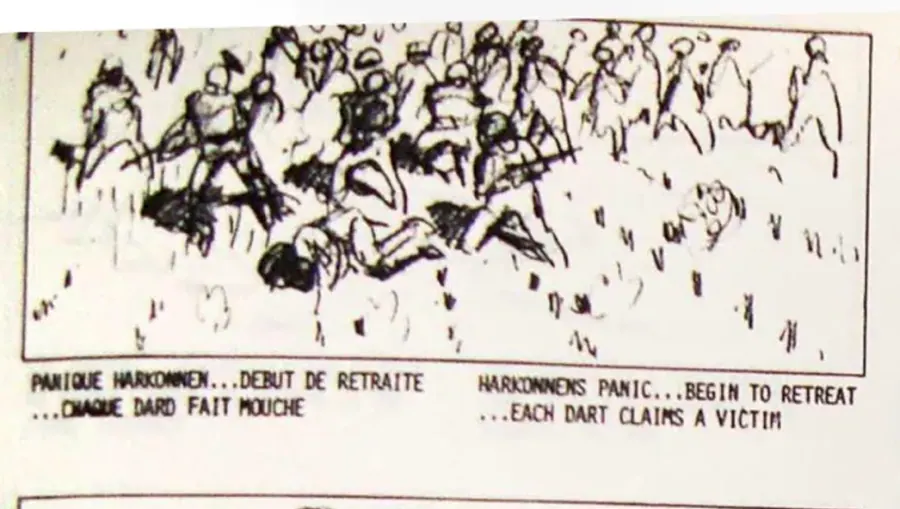 PANIQUE HARKONNEN...DEBUT DE RETRAITE
...CHAQUE DARD FAIT MOUCHE
HARKONNENS PANIC...BEGIN TO RETREAT
...EACH DART CLAIMS A VICTIM